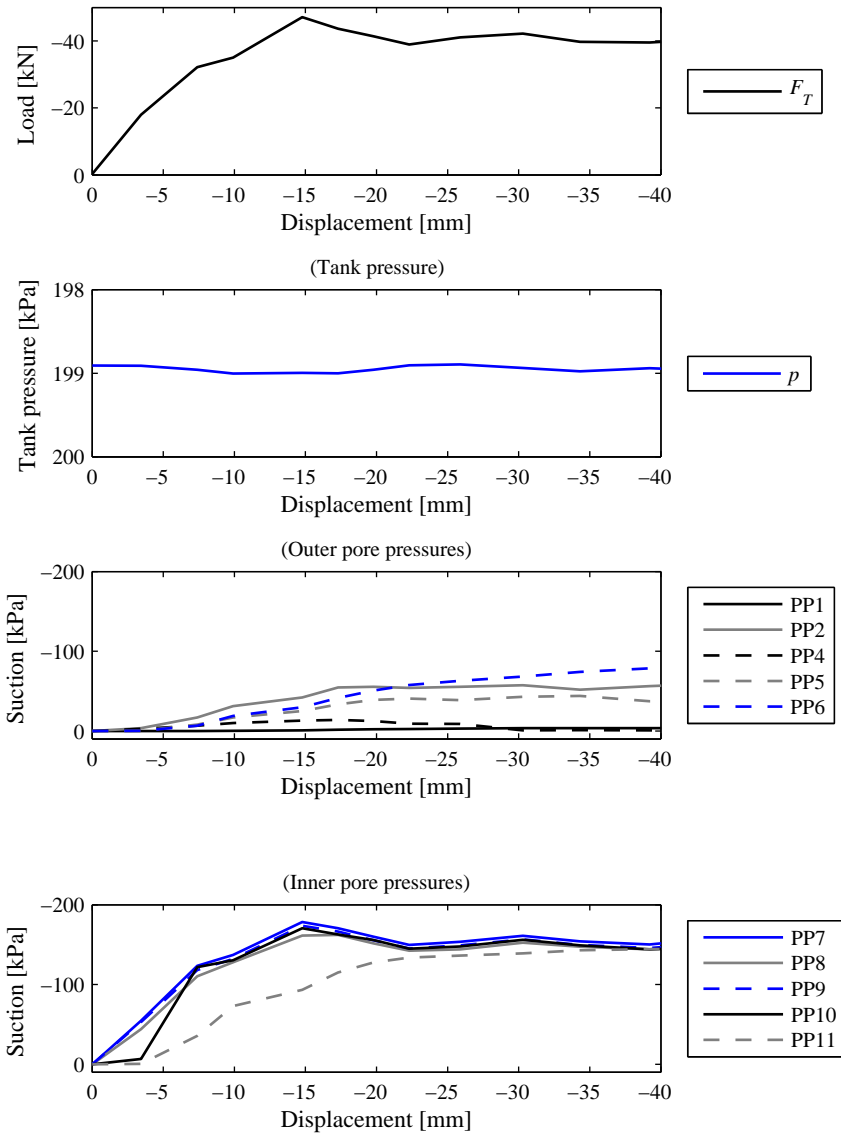 −40
−20
0
Load [kN]
0 −5 −10 −15 −20 −25 −30 −35 −40
Displacement [mm]
F_T
(Tank pressure)
198
199
200
Tank pressure [kPa]
0 −5 −10 −15 −20 −25 −30 −35 −40
Displacement [mm]
p
(Outer pore pressures)
−200
−100
0
Suction [kPa]
0 −5 −10 −15 −20 −25 −30 −35 −40
Displacement [mm]
PP1
PP2
PP4
PP5
PP6
(Inner pore pressures)
−200
−100
0
Suction [kPa]
0 −5 −10 −15 −20 −25 −30 −35 −40
Displacement [mm]
PP7
PP8
PP9
PP10
PP11